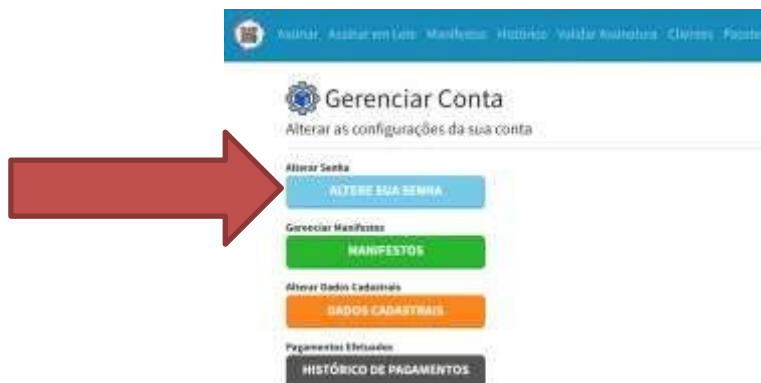 Assinar Assinar em Lote Manifestos Histórico Validar Assinatura Clientes
Gerenciar Conta
Alterar as configurações da sua conta
Alterar Senha
ALTERE SUA SENHA
Gerenciar Manifestos
MANIFESTOS
Alterar Dados Cadastrais
DADOS CADASTRAIS
Pagamentos Efetuados
HISTÓRICO DE PAGAMENTOS